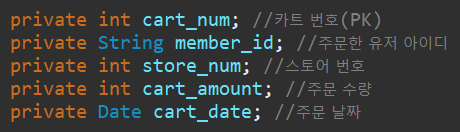 private int cart_num; //카트 번호(PK)
private String member_id; //주문한 유저 아이디
private int store_num; //스토어 번호
private int cart_amount; //주문 수량
private Date cart_date; //주문 날짜